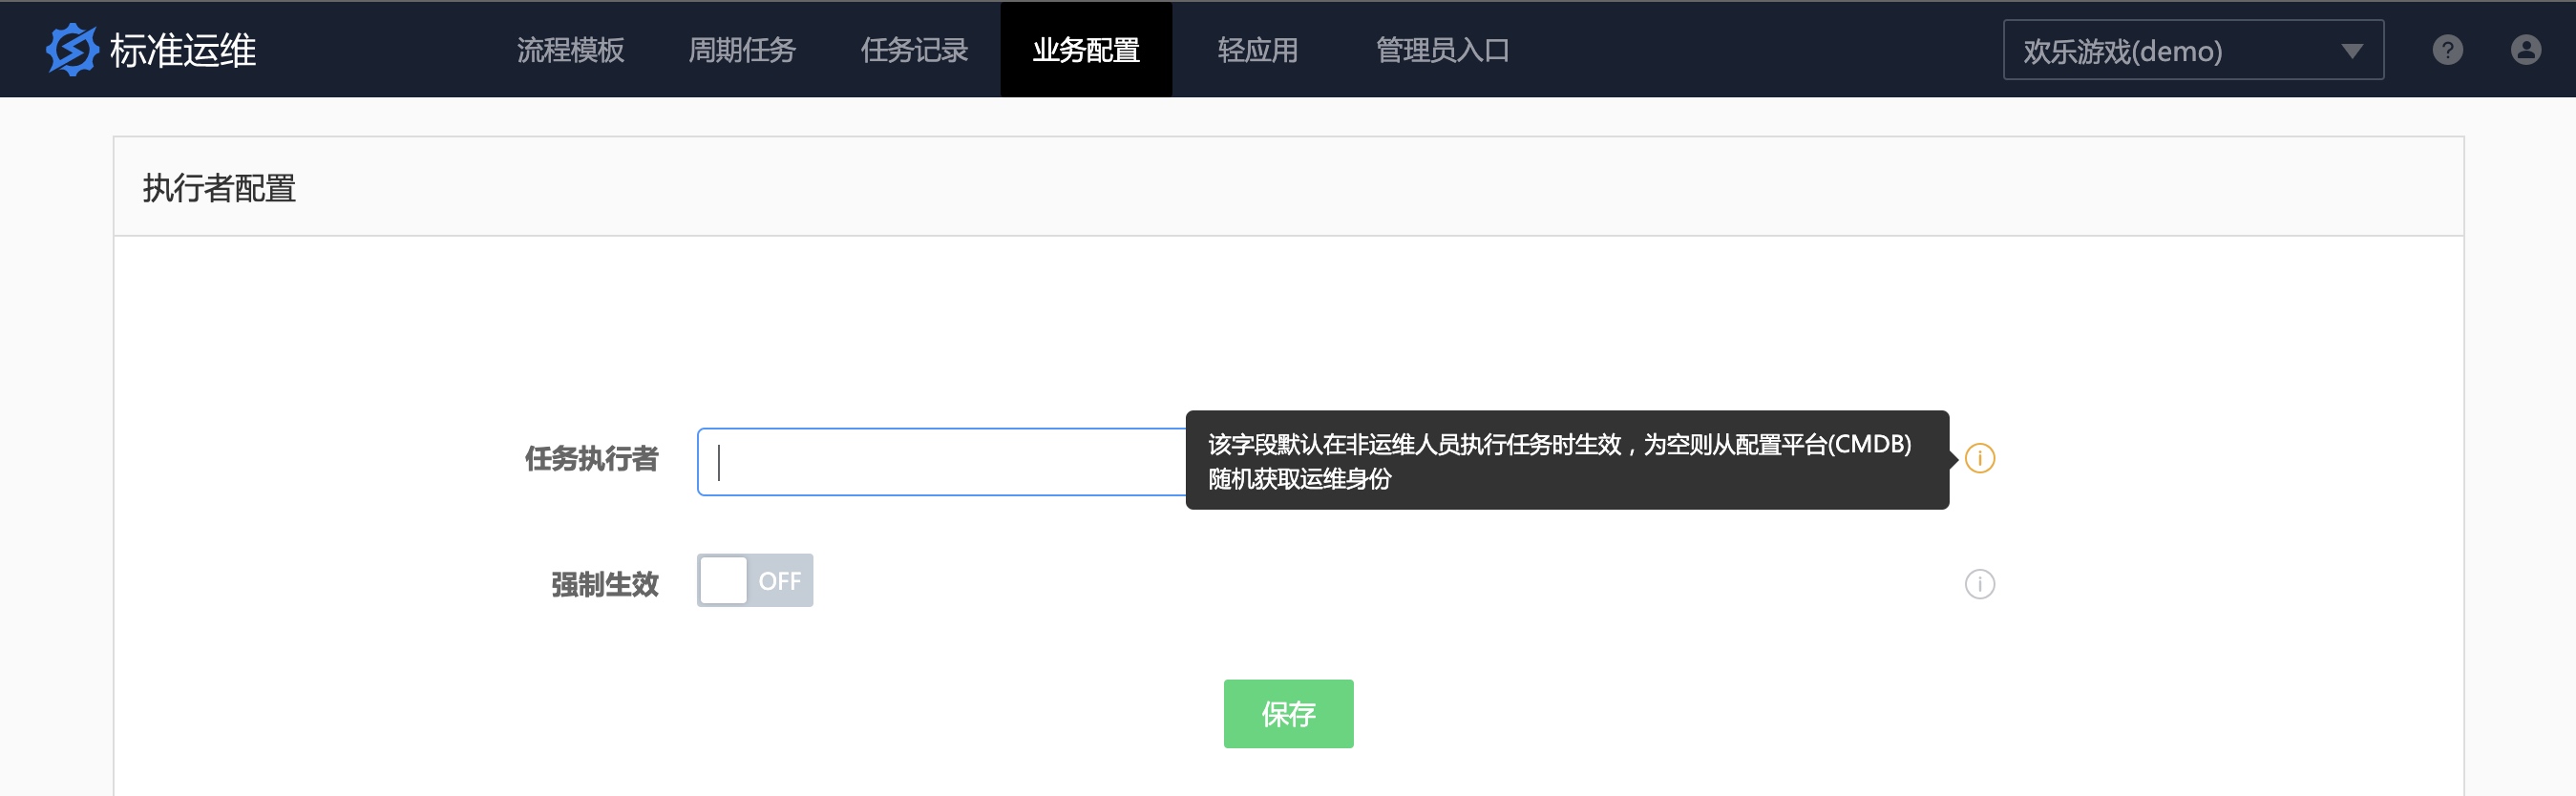 标准运维
流程模板
周期任务
任务记录
业务配置
轻应用
管理员入口
欢乐游戏(demo)
执行者配置
任务执行者
该字段默认在非运维人员执行任务时生效，为空则从配置平台(CMDB)
随机获取运维身份
强制生效
OFF
保存